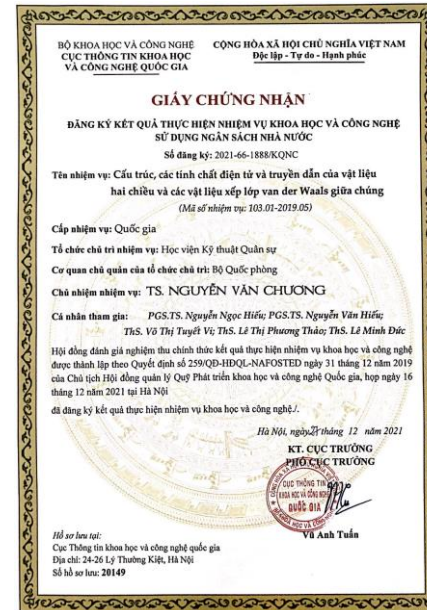 BỘ KHOA HỌC VÀ CÔNG NGHỆ
CỤC THÔNG TIN KHOA HỌC
VÀ CÔNG NGHỆ QUỐC GIA
CỘNG HÒA XÃ HỘI CHỦ NGHĨA VIỆT NAM
Độc lập - Tự do - Hạnh phúc
GIẤY CHỨNG NHẬN
ĐĂNG KÝ KẾT QUẢ THỰC HIỆN NHIỆM VỤ KHOA HỌC VÀ CÔNG NGHỆ
SỬ DỤNG NGÂN SÁCH NHÀ NƯỚC
Số đăng ký: 2021-66-1888/KQNC
Tên nhiệm vụ: Cấu trúc, các tính chất điện tử và truyền dẫn của vật liệu
hai chiều và các vật liệu xếp lớp van der Waals giữa chúng
(Mã số nhiệm vụ: 103.01-2019.05)
Cấp nhiệm vụ: Quốc gia
Tổ chức chủ trì nhiệm vụ: Học viện Kỹ thuật Quân sự
Cơ quan chủ quản của tổ chức chủ trì: Bộ Quốc phòng
Chủ nhiệm nhiệm vụ: TS. NGUYỄN VĂN CHƯƠNG
Cá nhân tham gia: PGS.TS. Nguyễn Ngọc Hiếu; PGS.TS. Nguyễn Văn Hiếu;
ThS. Võ Thị Tuyết Vi; ThS. Lê Thị Phương Thảo; ThS. Lê Minh Đức
Hội đồng đánh giá nghiệm thu chính thức kết quả thực hiện nhiệm vụ khoa học và công nghệ
được thành lập theo Quyết định số 259/QĐ-HĐQL-NAFOSTED ngày 31 tháng 12 năm 2019
của Chủ tịch Hội đồng quản lý Quỹ Phát triển khoa học và công nghệ Quốc gia, họp ngày 16
tháng 12 năm 2021 tại Hà Nội
đã đăng ký kết quả thực hiện nhiệm vụ khoa học và công nghệ./.
Hà Nội, ngày tháng 12 năm 2021
KT. CỤC TRƯỞNG
PHÓ CỤC TRƯỞNG
CỤC THÔNG TIN
KHOA HỌC VÀ CÔNG NGHỆ
QUỐC GIA
Vũ Anh Tuấn
Hồ sơ lưu tại:
Cục Thông tin khoa học và công nghệ quốc gia
Địa chỉ: 24-26 Lý Thường Kiệt, Hà Nội
Số hồ sơ lưu: 20149